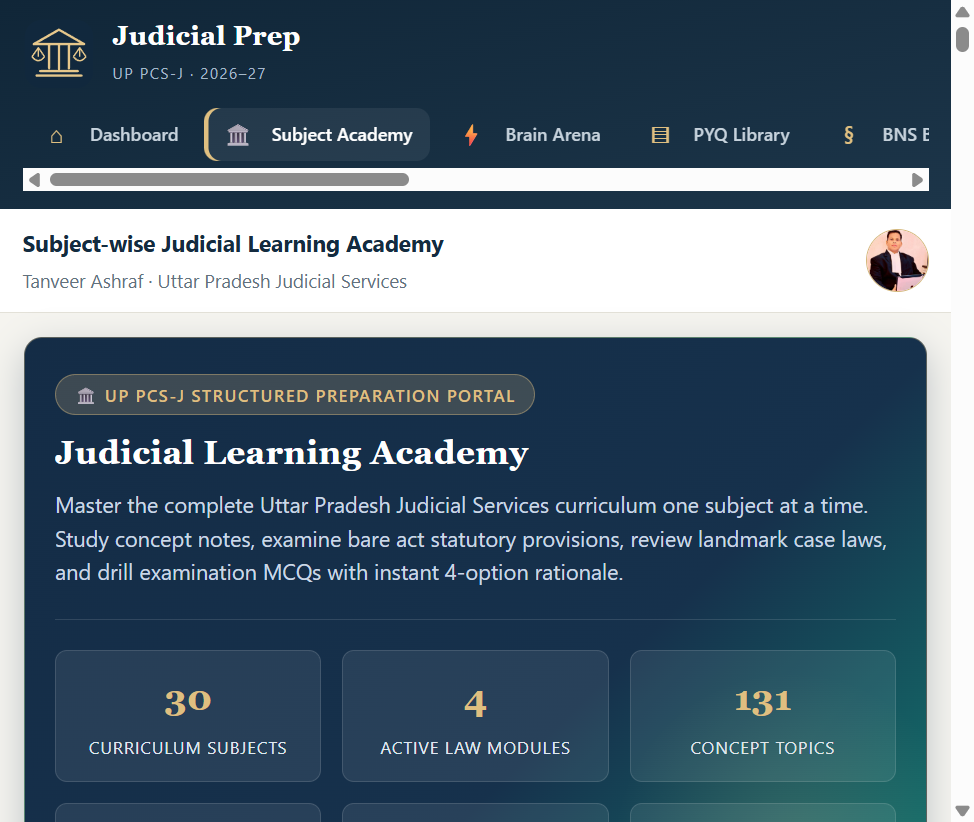 Judicial Prep
UP PCS-J · 2026–27
⌂ Dashboard
Subject Academy
Brain Arena
PYQ Library
§ BNS
Subject-wise Judicial Learning Academy
Tanveer Ashraf · Uttar Pradesh Judicial Services
UP PCS-J STRUCTURED PREPARATION PORTAL
Judicial Learning Academy
Master the complete Uttar Pradesh Judicial Services curriculum one subject at a time.
Study concept notes, examine bare act statutory provisions, review landmark case laws,
and drill examination MCQs with instant 4-option rationale.
30
CURRICULUM SUBJECTS
4
ACTIVE LAW MODULES
131
CONCEPT TOPICS